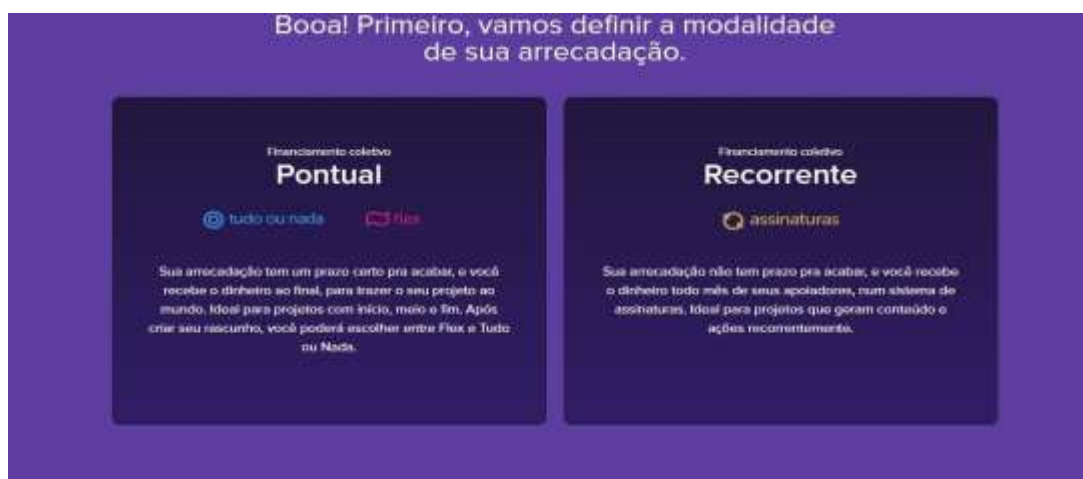 Booa! Primeiro, vamos definir a modalidade
de sua arrecadação.
Financiamento coletivo
Pontual
tudo ou nada
flex
Sua arrecadação tem um prazo certo pra acabar, e você
recebe o dinheiro ao final, para trazer o seu projeto ao
mundo. Ideal para projetos com início, meio e fim. Após
criar seu rascunho, você poderá escolher entre Flex e Tudo
ou Nada.
Financiamento coletivo
Recorrente
assinaturas
Sua arrecadação não tem prazo pra acabar, e você recebe
o dinheiro todo mês de seus apoiadores, num sistema de
assinaturas. Ideal para projetos que geram conteúdo e
ações recorrentemente.